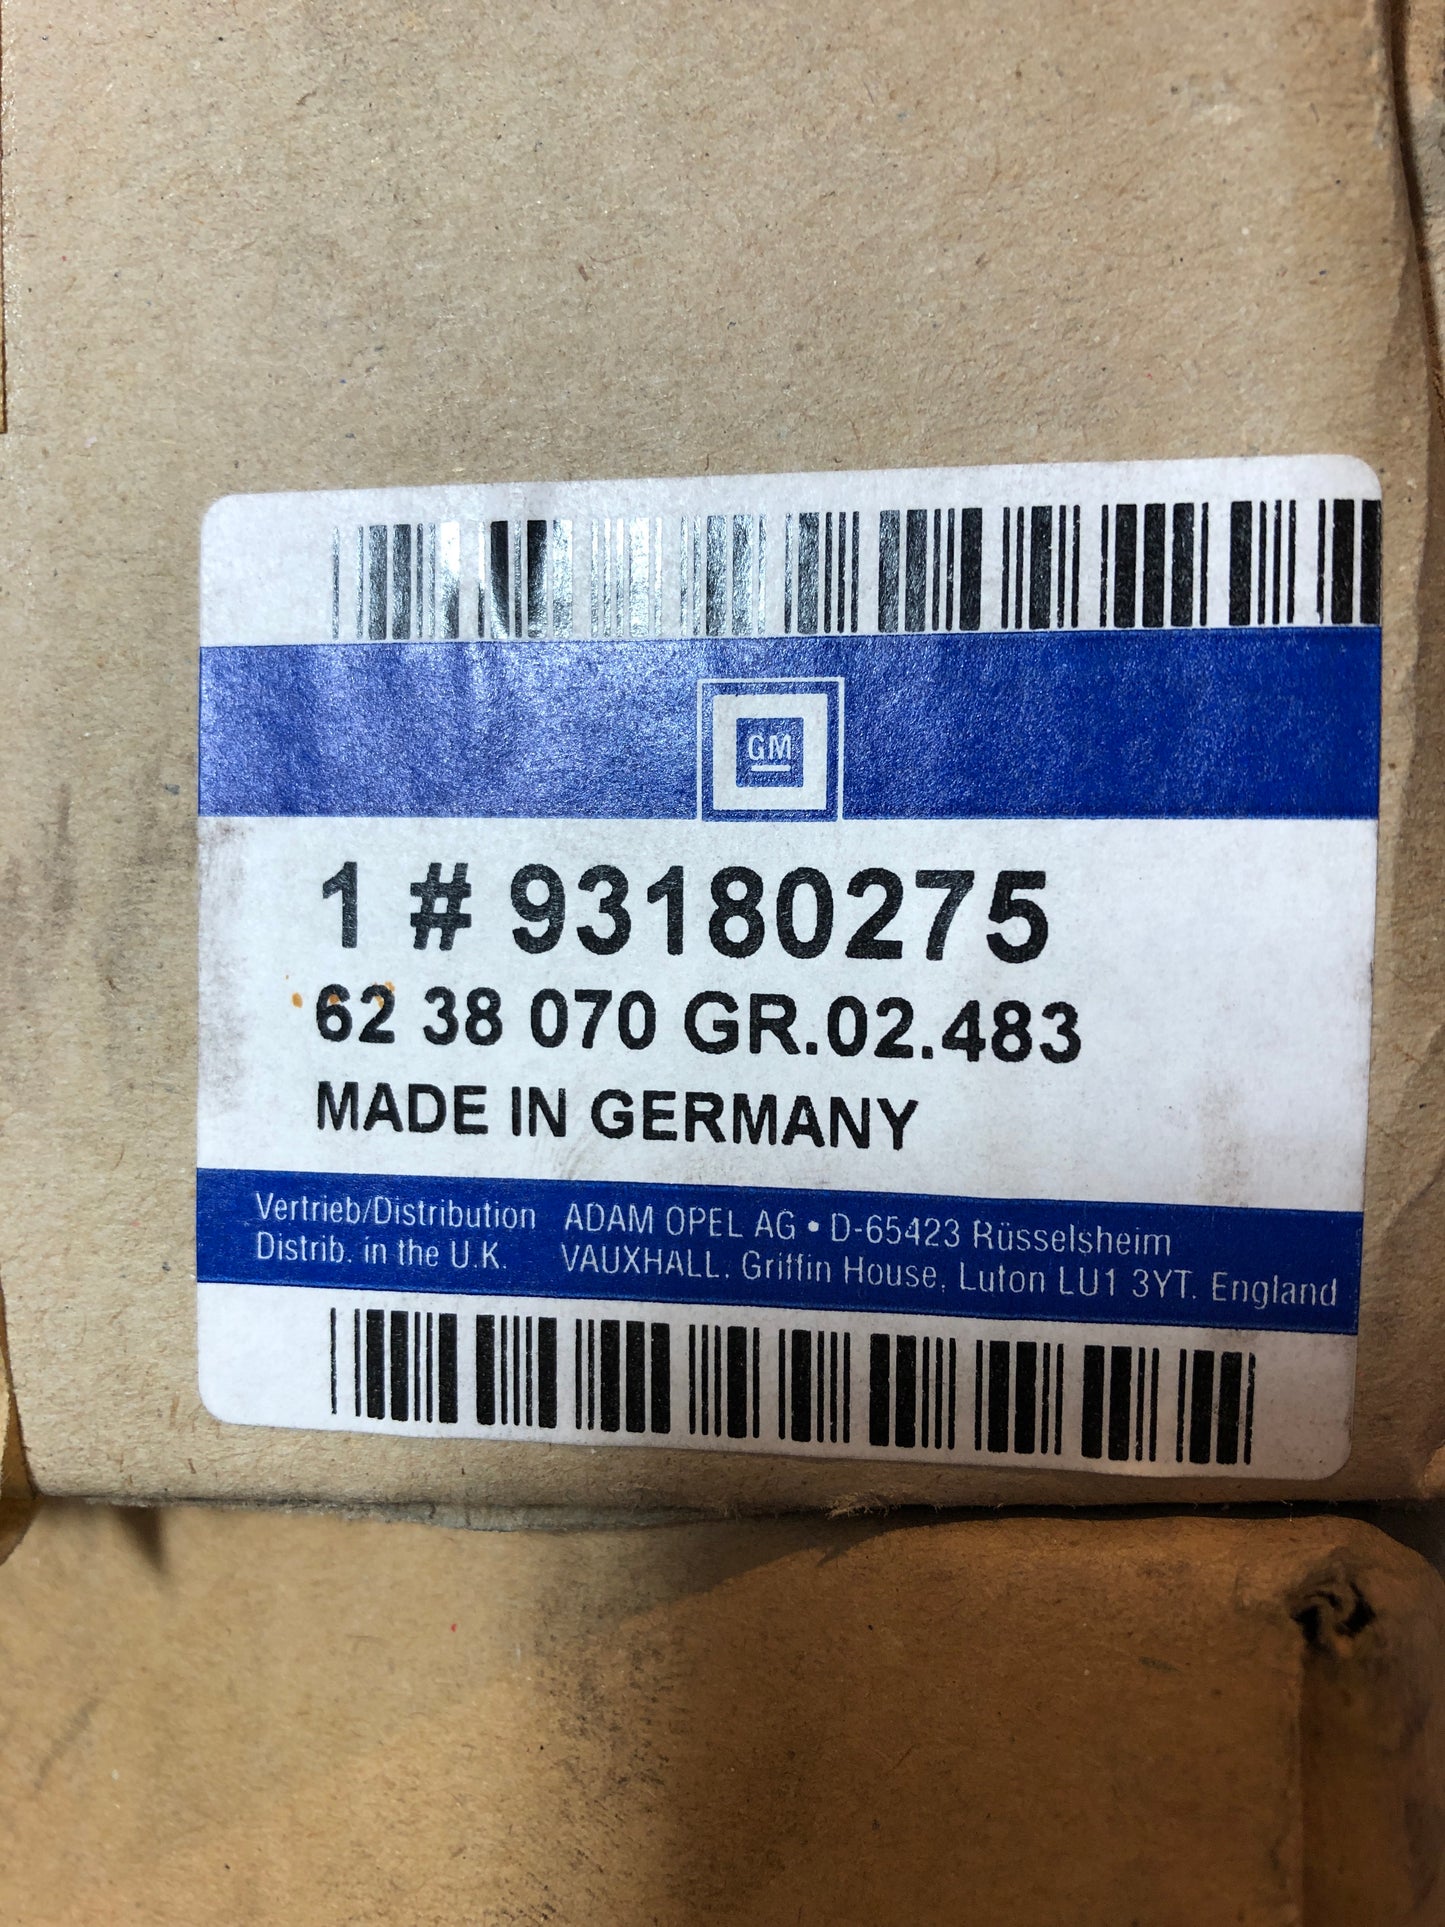 GM
1 # 93180275
62 38 070 GR.02.483
MADE IN GERMANY
Vertrieb/Distribution ADAM OPEL AG • D-65423 Rüsselsheim
Distrib. in the U.K. VAUXHALL. Griffin House, Luton LU1 3YT. England